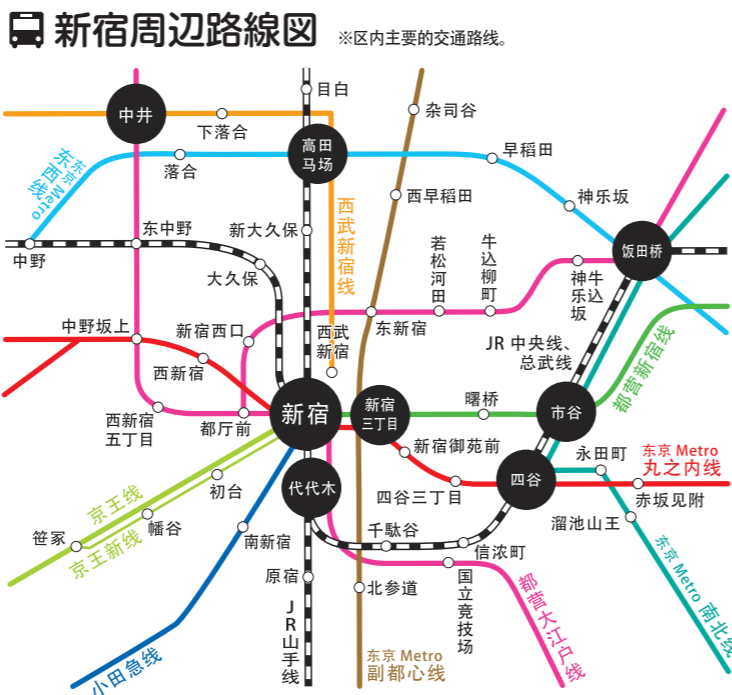 新宿周辺路線図
※区内主要的交通路线。
目白
杂司谷
中井
下落合
高田
马场
早稻田
东京 Metro
东西线
落合
西早稻田
神乐坂
西武新宿线
新大久保
东中野
中野
大久保
若松河田
牛込柳町
饭田桥
牛込
神乐坂
中野坂上
新宿西口
西武
新宿
东新宿
JR 中央线、
总武线
都营新宿线
西新宿
新宿
新宿
三丁目
曙桥
市谷
西新宿
五丁目
都厅前
新宿御苑前
永田町
东京 Metro
丸之内线
四谷
京王线
初台
代代木
四谷三丁目
赤坂见附
溜池山王
笹冢
幡谷
京王新线
南新宿
千駄谷
信浓町
东京 Metro 南北线
原宿
北参道
国立竞技场
都营大江户线
JR山手线
小田急线
东京 Metro
副都心线